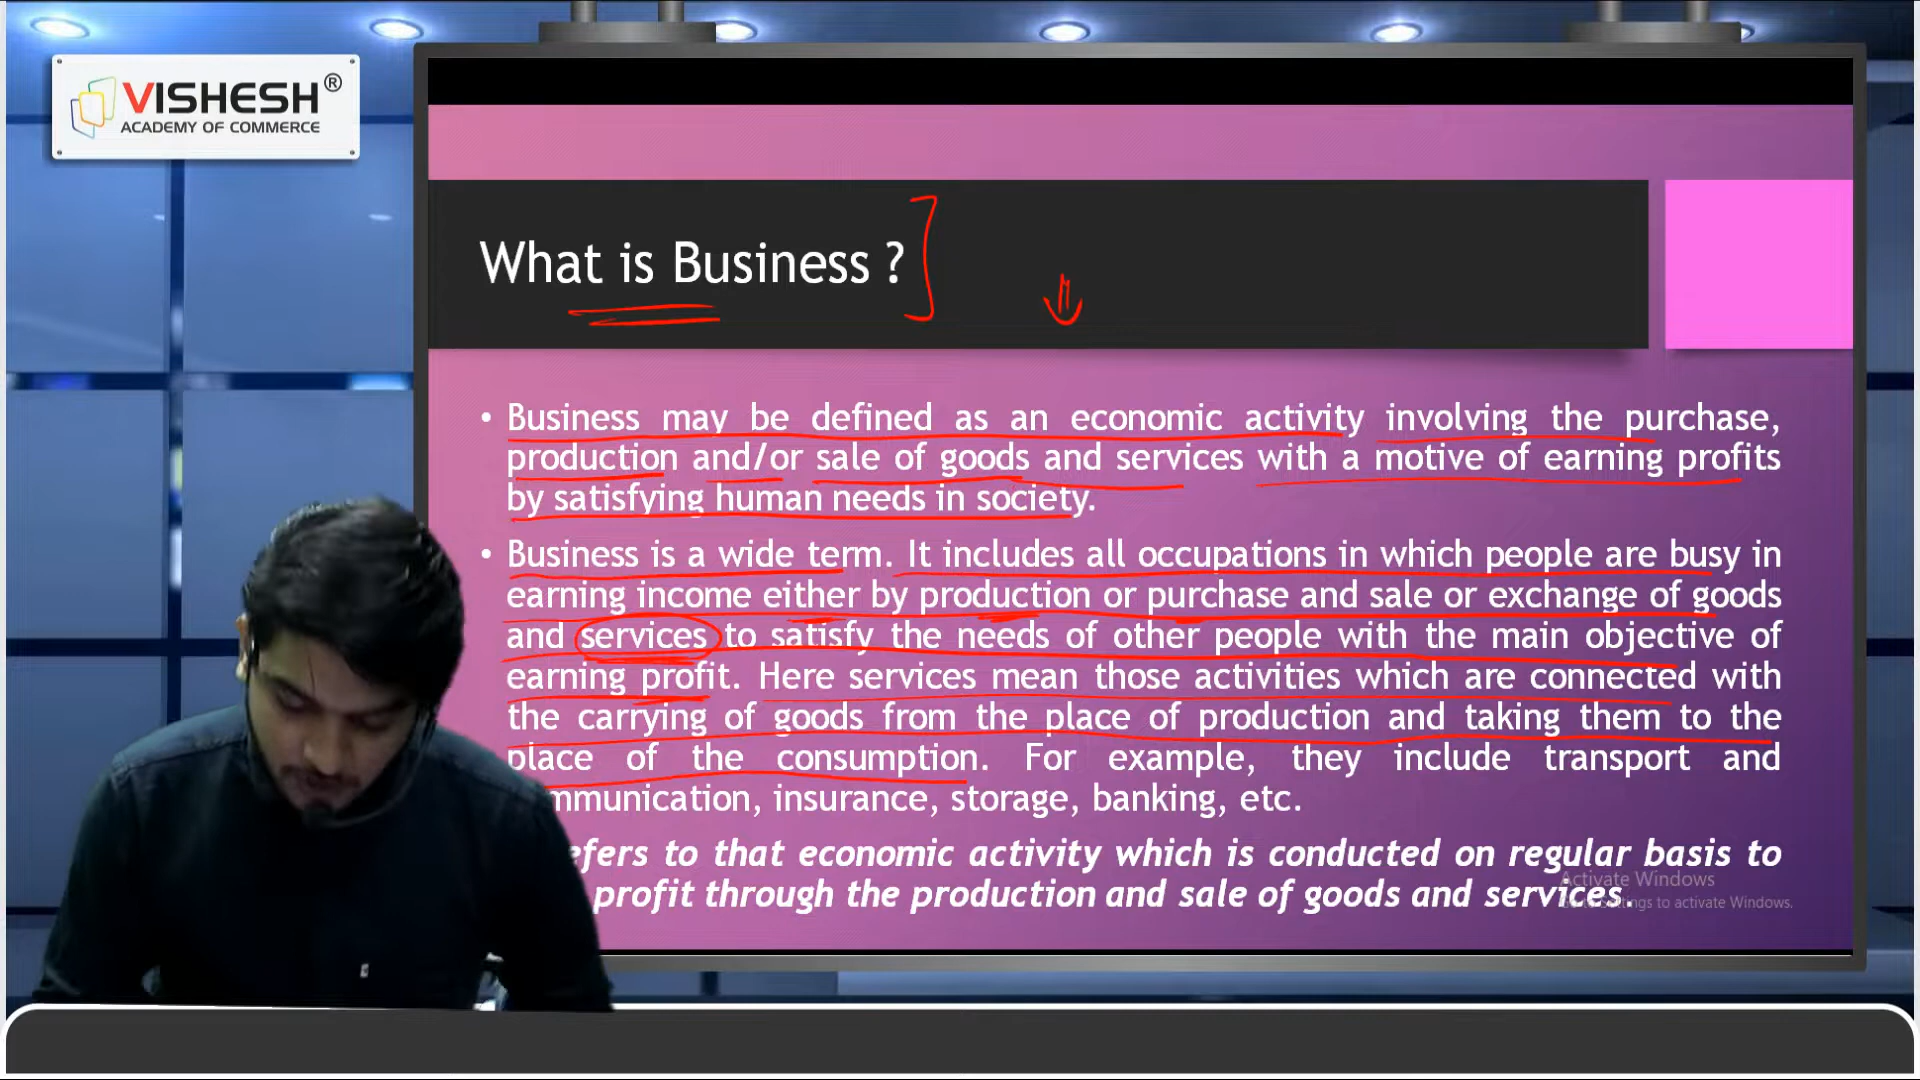 VISHESH®
ACADEMY OF COMMERCE
What is Business ?
• Business may be defined as an economic activity involving the purchase,
production and/or sale of goods and services with a motive of earning profits
by satisfying human needs in society.
• Business is a wide term. It includes all occupations in which people are busy in
earning income either by production or purchase and sale or exchange of goods
and services to satisfy the needs of other people with the main objective of
earning profit. Here services mean those activities which are connected with
the carrying of goods from the place of production and taking them to the
place of the consumption. For example, they include transport and
mmunication, insurance, storage, banking, etc.
efers to that economic activity which is conducted on regular basis to
profit through the production and sale of goods and services.
Activate Windows
Go to Settings to activate Windows.